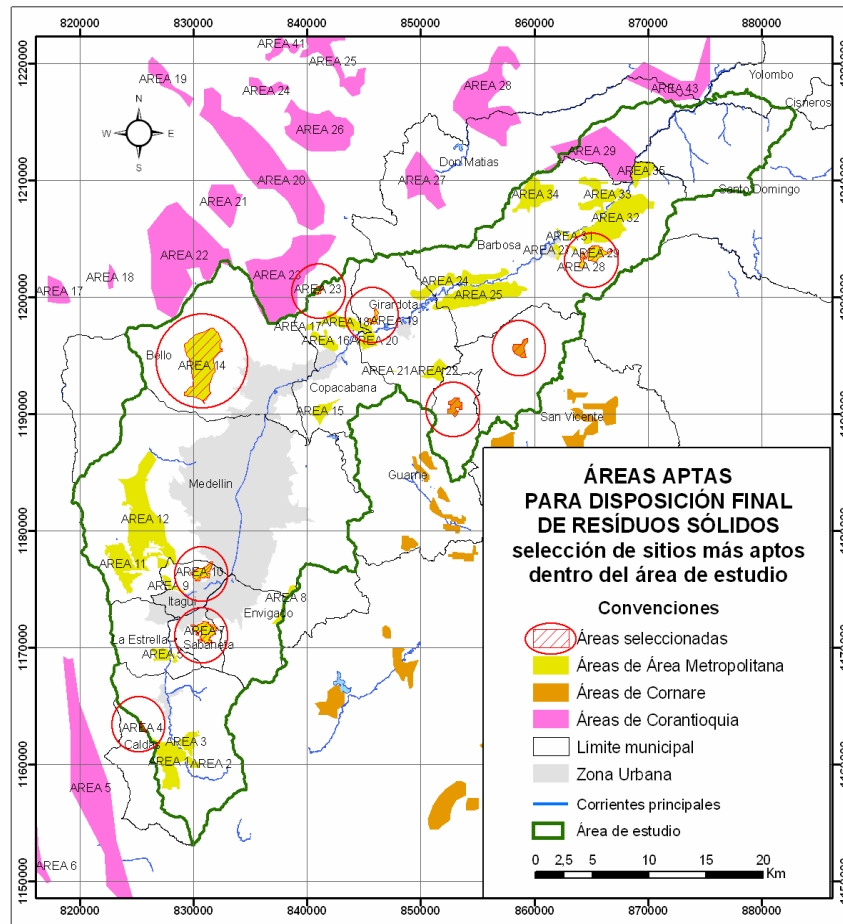 820000 830000 840000 850000 860000 870000 880000
AREA 41
AREA 25
AREA 19
AREA 24
AREA 28
AREA 43
Yolombo
Cisneros
1220000
N
W E
S
AREA 26
Don Matias
AREA 29
AREA 27
AREA 20
AREA 35
1210000
AREA 21
AREA 34
AREA 33
Santo Domingo
AREA 32
AREA 22
AREA 31
Barbosa
AREA 27
AREA 29
AREA 28
AREA 18
AREA 23
AREA 17
AREA 23
AREA 24
AREA 25
1200000
Girardota
AREA 17
AREA 18
AREA 19
AREA 16
AREA 20
Bello
AREA 14
AREA 21
AREA 22
Copacabana
AREA 15
1190000
San Vicente
Guarne
Medellin
AREA 12
1180000
AREA 11
AREA 10
AREA 9
Itagui
AREA 8
Envigado
AREA 7
La Estrella
Sabaneta
AREA 5
1170000
AREA 4
Caldas
AREA 3
AREA 1
AREA 2
1160000
AREA 5
AREA 6
1150000
ÁREAS APTAS
PARA DISPOSICIÓN FINAL
DE RESÍDUOS SÓLIDOS
selección de sitios más aptos
dentro del área de estudio
Convenciones
Áreas seleccionadas
Áreas de Área Metropolitana
Áreas de Cornare
Áreas de Corantioquia
Limite municipal
Zona Urbana
Corrientes principales
Área de estudio
0 2,5 5 10 15 20
Km
820000 830000 840000 850000 860000 870000 880000